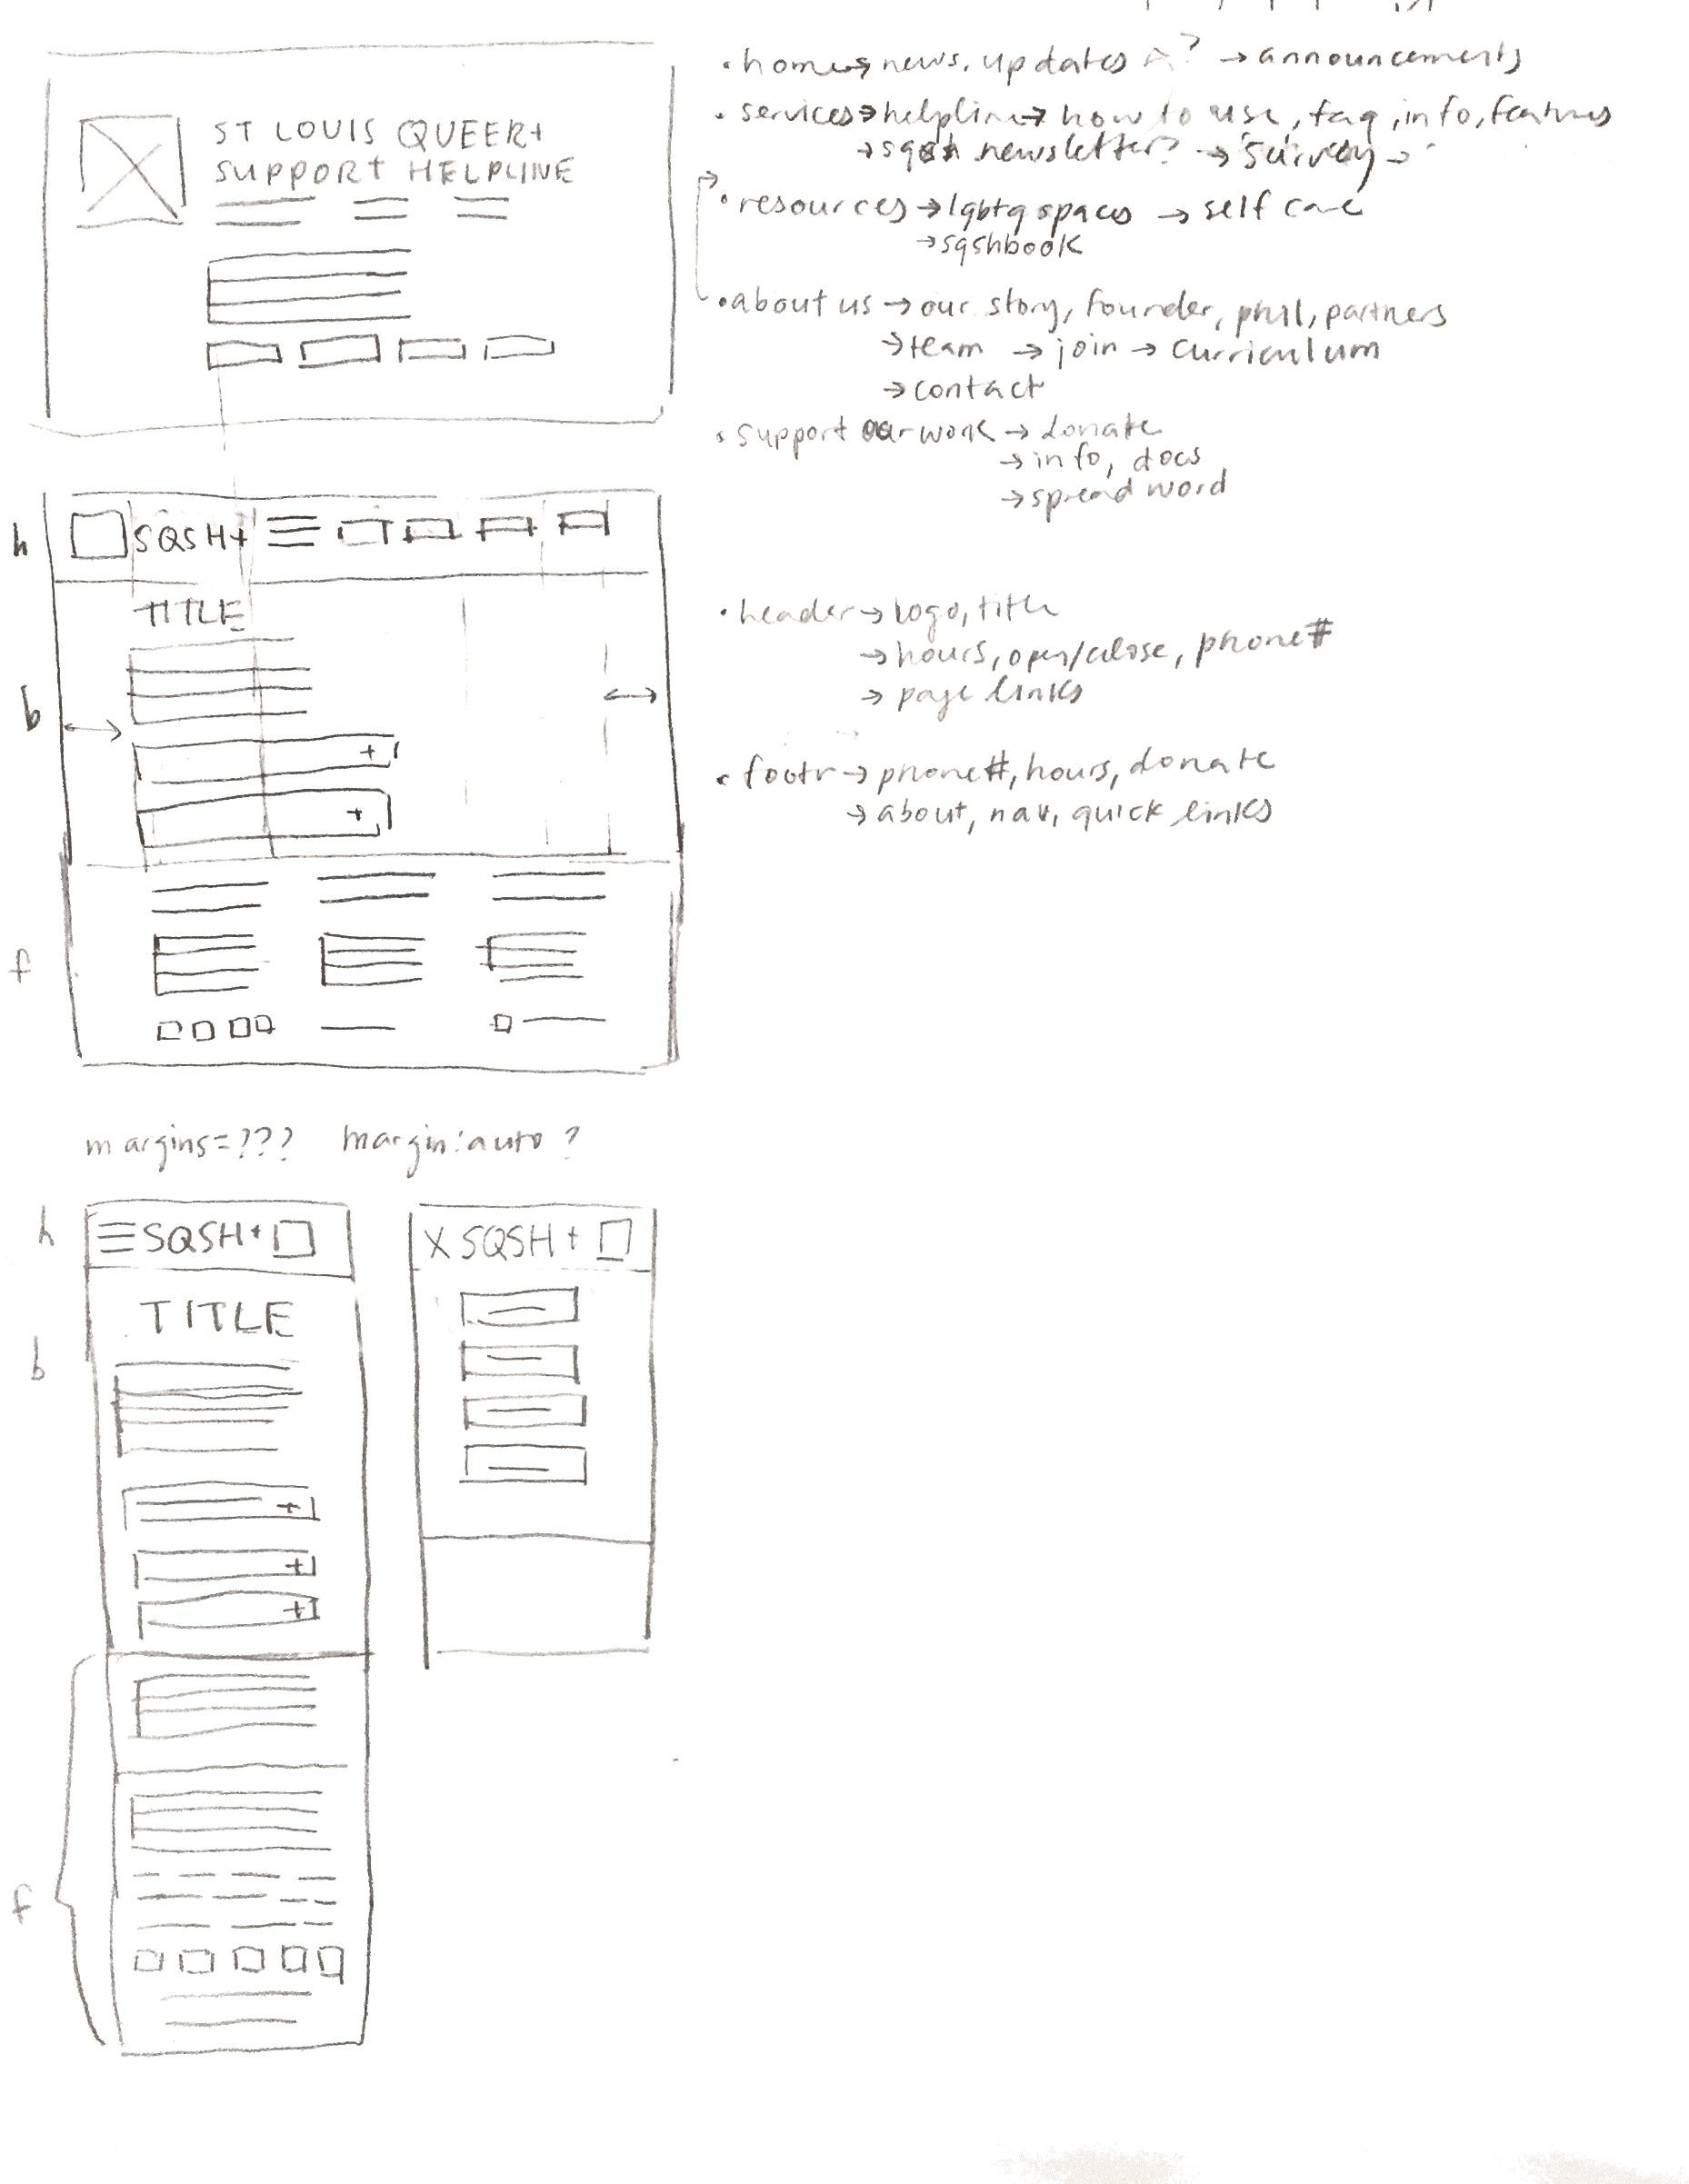 ST LOUIS QUEER+
SUPPORT HELPLINE
h
SQSH+
TITLE
b
+
+
f
margins=??? margin:auto?
h
SQSH+
TITLE
b
+
+
+
f
X SQSH+
• home→news, updates ? → announcements
• services→helpline→ how to use, faq, info, features
→sqsh newsletter? → survey →
• resources →lgbtq spaces → self care
→sqshbook
• about us → our story, founder, phil, partners
→team → join → curriculum
→contact
• support our work → donate
→ info, docs
→ spread word
• header → logo, title
→ hours, open/close, phone#
→ page links
• footr → phone#, hours, donate
→ about, nav, quick links